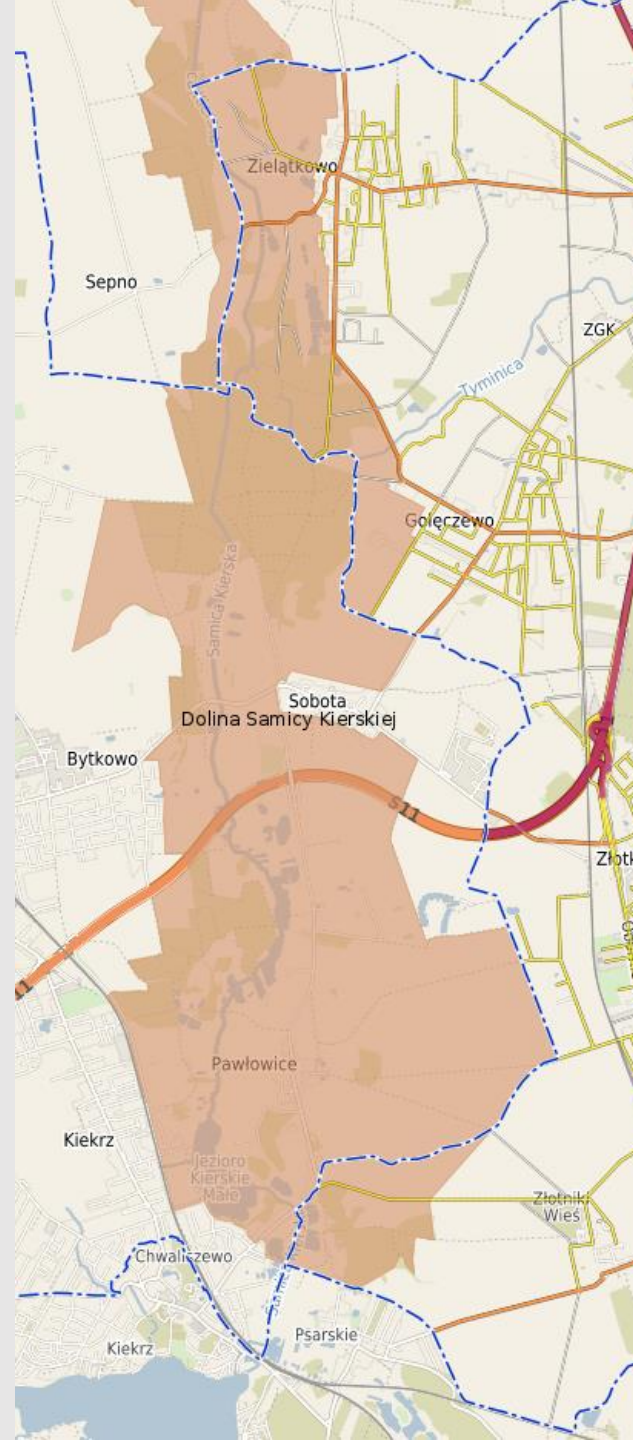 Zielątkowo
Sepno
ZGK
Tyminica
Golęczewo
Samica Kierska
Sobota
Dolina Samicy Kierskiej
Bytkowo
S11
Złotk
11
Pawłowice
Kiekrz
Jezioro
Kierskie
Małe
Złotniki
Wieś
Chwaliszewo
Psarskie
Kiekrz